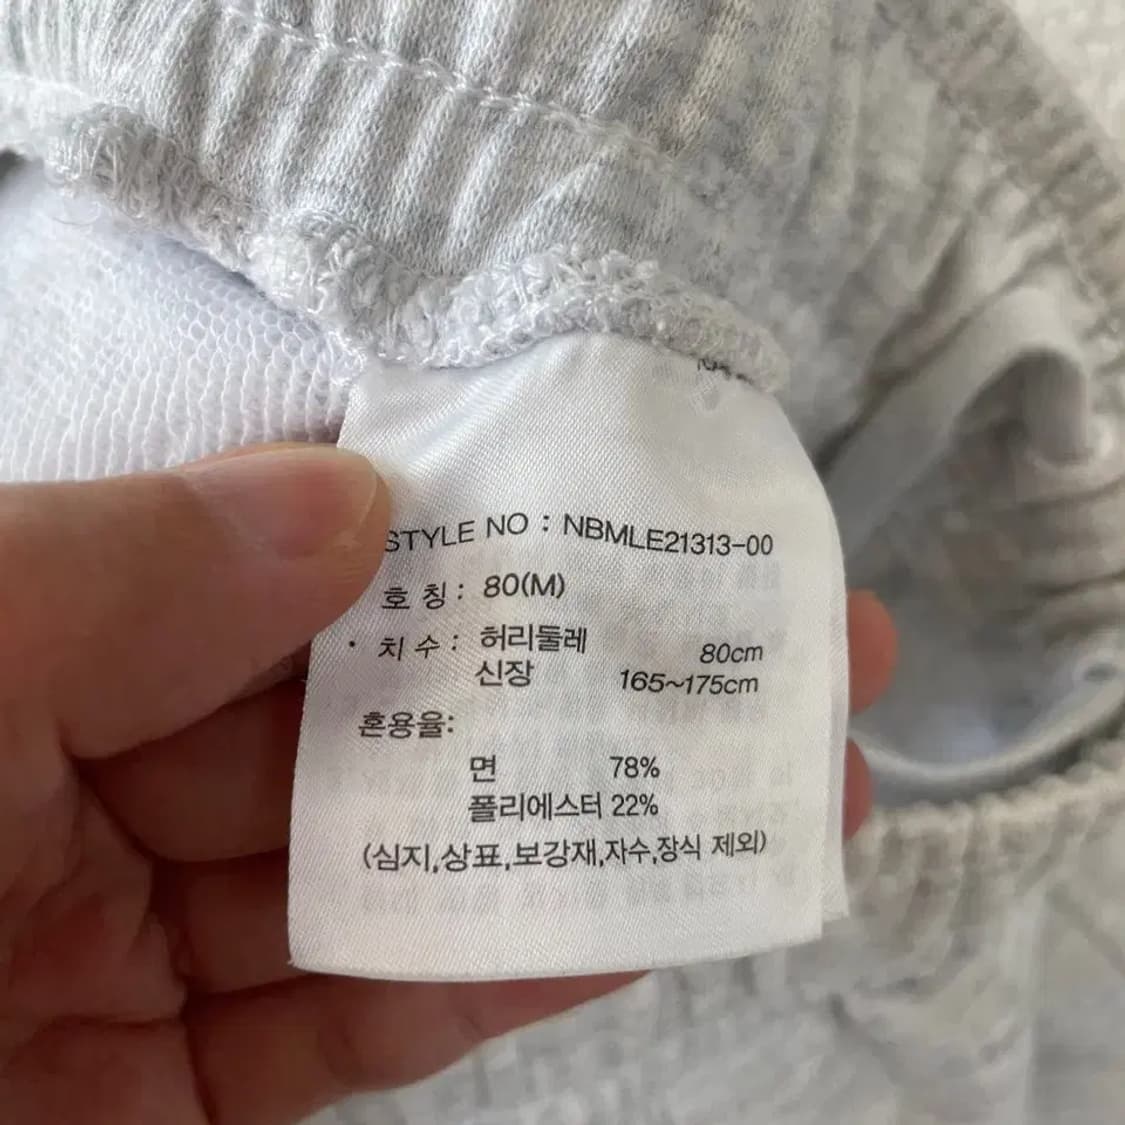 STYLE NO : NBMLE21313-00
호 칭 : 80(M)
· 치 수 : 허리둘레 80cm
신장 165~175cm
혼용율:
면 78%
폴리에스터 22%
(심지,상표,보강재,자수,장식 제외)